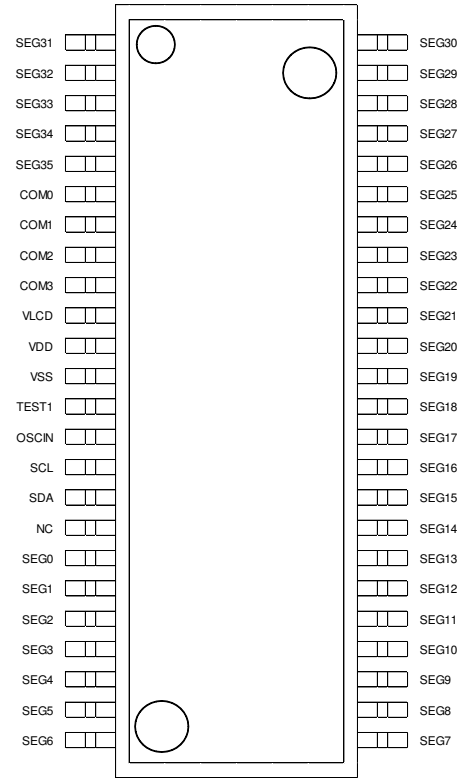 SEG31 SEG30
SEG32 SEG29
SEG33 SEG28
SEG34 SEG27
SEG35 SEG26
COM0 SEG25
COM1 SEG24
COM2 SEG23
COM3 SEG22
VLCD SEG21
VDD SEG20
VSS SEG19
TEST1 SEG18
OSCIN SEG17
SCL SEG16
SDA SEG15
NC SEG14
SEG0 SEG13
SEG1 SEG12
SEG2 SEG11
SEG3 SEG10
SEG4 SEG9
SEG5 SEG8
SEG6 SEG7